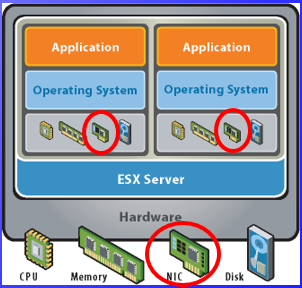 Application Application
Operating System Operating System
ESX Server
Hardware
CPU Memory NIC Disk